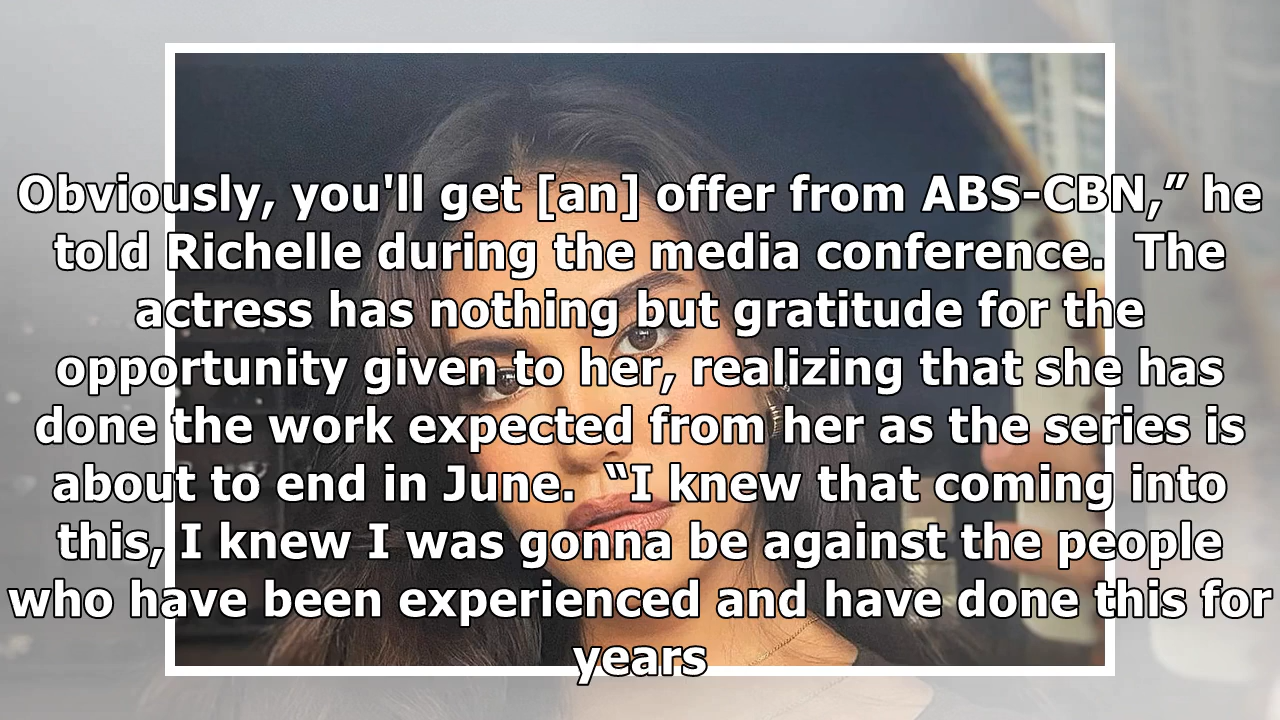 Obviously, you'll get [an] offer from ABS-CBN,” he
told Richelle during the media conference.  The
actress has nothing but gratitude for the
opportunity given to her, realizing that she has
done the work expected from her as the series is
about to end in June.  “I knew that coming into
this, I knew I was gonna be against the people
who have been experienced and have done this for
years